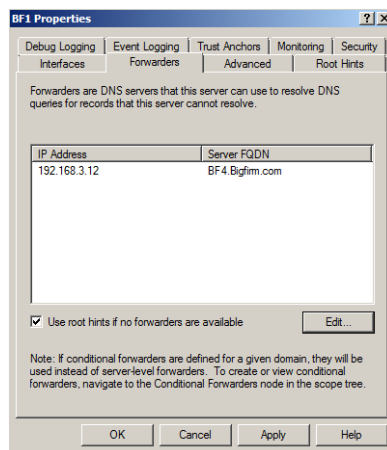 BF1 Properties
Debug Logging Event Logging Trust Anchors Monitoring Security
Interfaces Forwarders Advanced Root Hints
Forwarders are DNS servers that this server can use to resolve DNS
queries for records that this server cannot resolve.
IP Address Server FQDN
192.168.3.12 BF4.Bigfirm.com
Use root hints if no forwarders are available Edit...
Note: If conditional forwarders are defined for a given domain, they will be
used instead of server-level forwarders. To create or view conditional
forwarders, navigate to the Conditional Forwarders node in the scope tree.
OK Cancel Apply Help